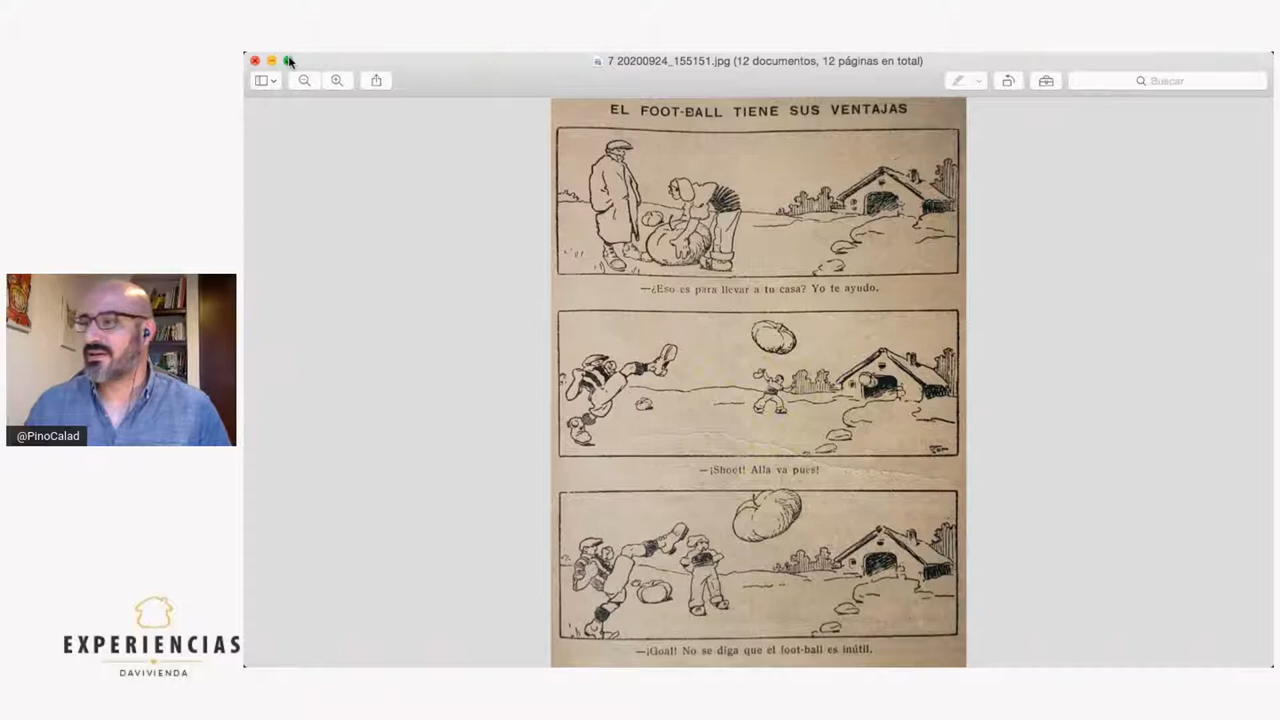 7 20200924_155151.jpg (12 documentos, 12 páginas en total)
Buscar
EL FOOT-BALL TIENE SUS VENTAJAS
—¿Eso es para llevar a tu casa? Yo te ayudo.
—¡Shoot! Alla va pues!
—¡Goal! No se diga que el foot-ball es inútil.
@PinoCalad
EXPERIENCIAS
DAVIVIENDA